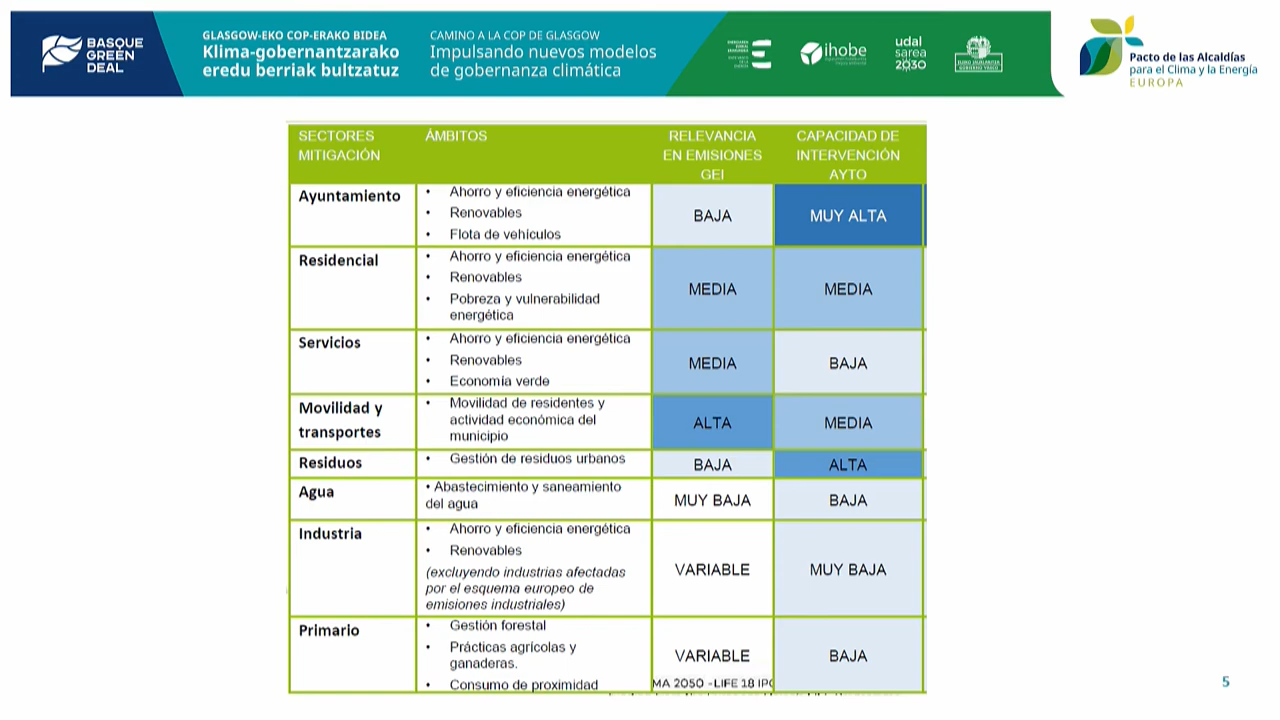 BASQUE
GREEN
DEAL
GLASGOW-EKO COP-ERAKO BIDEA
Klima-gobernantzarako
eredu berriak bultzatuz
CAMINO A LA COP DE GLASGOW
Impulsando nuevos modelos
de gobernanza climática
ihobe
udal
sarea
2030
Pacto de las Alcaldías
para el Clima y la Energía
EUROPA
SECTORES
MITIGACIÓN
ÁMBITOS
RELEVANCIA
EN EMISIONES
GEI
CAPACIDAD DE
INTERVENCIÓN
AYTO
Ayuntamiento
• Ahorro y eficiencia energética
• Renovables
• Flota de vehículos
BAJA
MUY ALTA
Residencial
• Ahorro y eficiencia energética
• Renovables
• Pobreza y vulnerabilidad
energética
MEDIA
MEDIA
Servicios
• Ahorro y eficiencia energética
• Renovables
• Economía verde
MEDIA
BAJA
Movilidad y
transportes
• Movilidad de residentes y
actividad económica del
municipio
ALTA
MEDIA
Residuos
• Gestión de residuos urbanos
BAJA
ALTA
Agua
• Abastecimiento y saneamiento
del agua
MUY BAJA
BAJA
Industria
• Ahorro y eficiencia energética
• Renovables
(excluyendo industrias afectadas
por el esquema europeo de
emisiones industriales)
VARIABLE
MUY BAJA
Primario
• Gestión forestal
• Prácticas agrícolas y
ganaderas.
• Consumo de proximidad
VARIABLE
BAJA
MA 2050 -LIFE 18 IPC
5